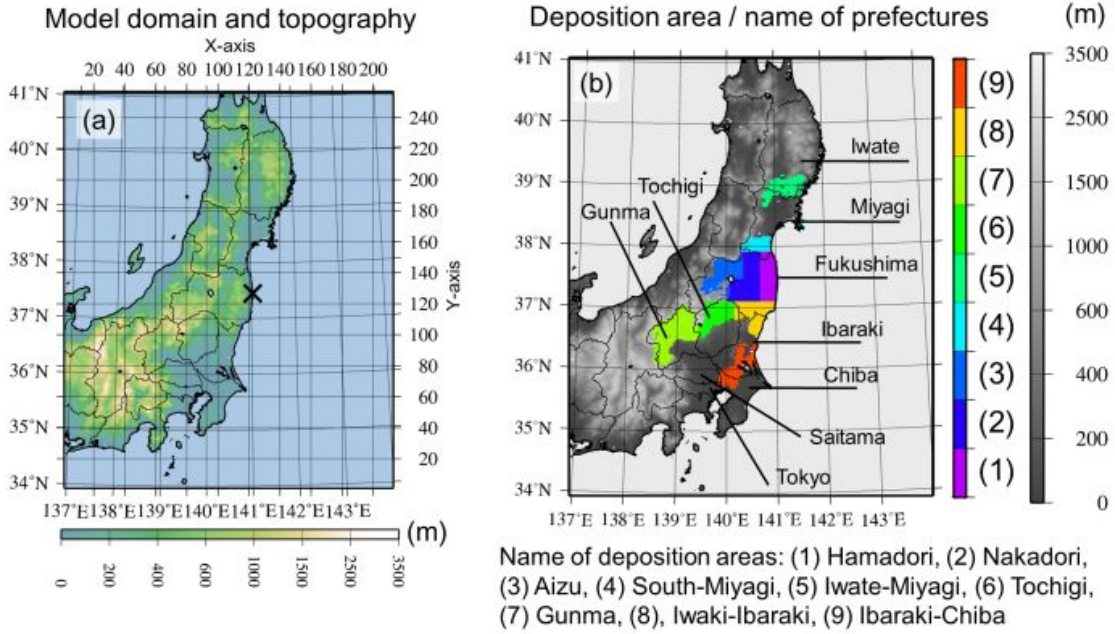 Model domain and topography
X-axis
20 40 60 80 100 120 140 160 180 200
(a)
41°N
40°N
39°N
38°N
37°N
36°N
35°N
34°N
240
220
200
180
160
140
120
100
80
60
40
20
Y-axis
137°E 138°E 139°E 140°E 141°E 142°E 143°E
(m)
0 200 400 600 1000 1500 2500 3500
Deposition area / name of prefectures
(m)
(b)
41°N
40°N
39°N
38°N
37°N
36°N
35°N
34°N
Iwate
Tochigi
Gunma
Miyagi
Fukushima
Ibaraki
Chiba
Saitama
Tokyo
137°E 138°E 139°E 140°E 141°E 142°E 143°E
(9)
(8)
(7)
(6)
(5)
(4)
(3)
(2)
(1)
3500
2500
1500
1000
600
400
200
0
Name of deposition areas: (1) Hamadori, (2) Nakadori,
(3) Aizu, (4) South-Miyagi, (5) Iwate-Miyagi, (6) Tochigi,
(7) Gunma, (8), Iwaki-Ibaraki, (9) Ibaraki-Chiba